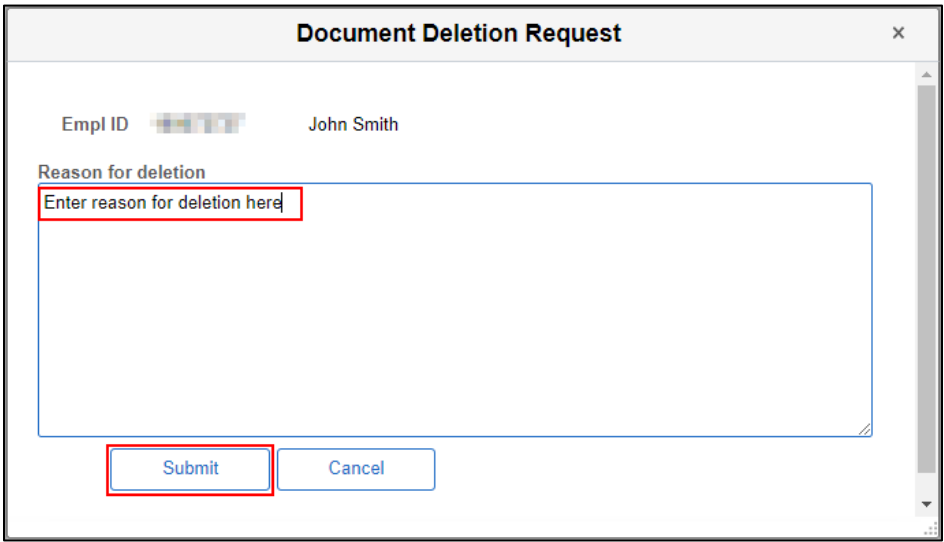 Document Deletion Request ×
Empl ID John Smith
Reason for deletion
Enter reason for deletion here
Submit Cancel